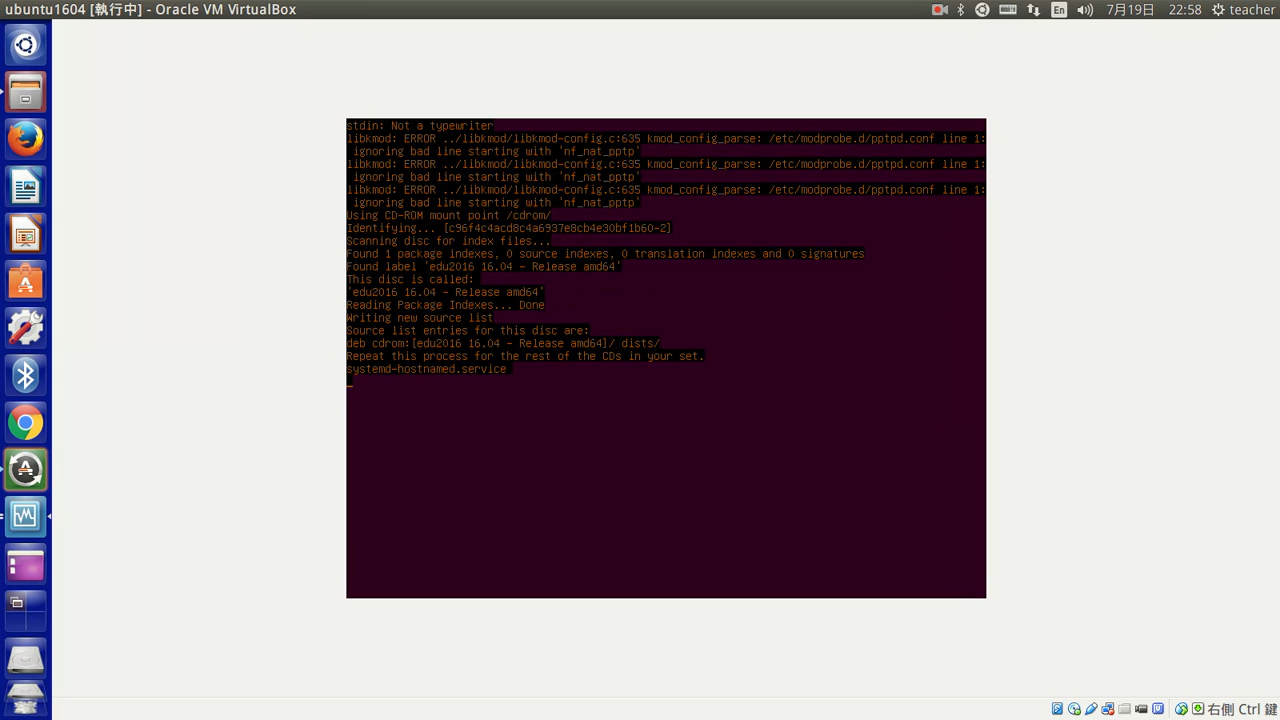 ubuntu1604 [執行中] - Oracle VM VirtualBox
En
7月19日
22:58
teacher
stdin: Not a typewriter
libkmod: ERROR ../libkmod/libkmod-config.c:635 kmod_config_parse: /etc/modprobe.d/pptpd.conf line 1:
 ignoring bad line starting with 'nf_nat_pptp'
libkmod: ERROR ../libkmod/libkmod-config.c:635 kmod_config_parse: /etc/modprobe.d/pptpd.conf line 1:
 ignoring bad line starting with 'nf_nat_pptp'
libkmod: ERROR ../libkmod/libkmod-config.c:635 kmod_config_parse: /etc/modprobe.d/pptpd.conf line 1:
 ignoring bad line starting with 'nf_nat_pptp'
Using CD-ROM mount point /cdrom/
Identifying... [c96f4c4acd8c4a6937e8cb4e30bf1b60-2]
Scanning disc for index files...
Found 1 package indexes, 0 source indexes, 0 translation indexes and 0 signatures
Found label 'edu2016 16.04 - Release amd64'
This disc is called:
'edu2016 16.04 - Release amd64'
Reading Package Indexes... Done
Writing new source list
Source list entries for this disc are:
deb cdrom:[edu2016 16.04 - Release amd64]/ dists/
Repeat this process for the rest of the CDs in your set.
systemd-hostnamed.service
右側 Ctrl 鍵